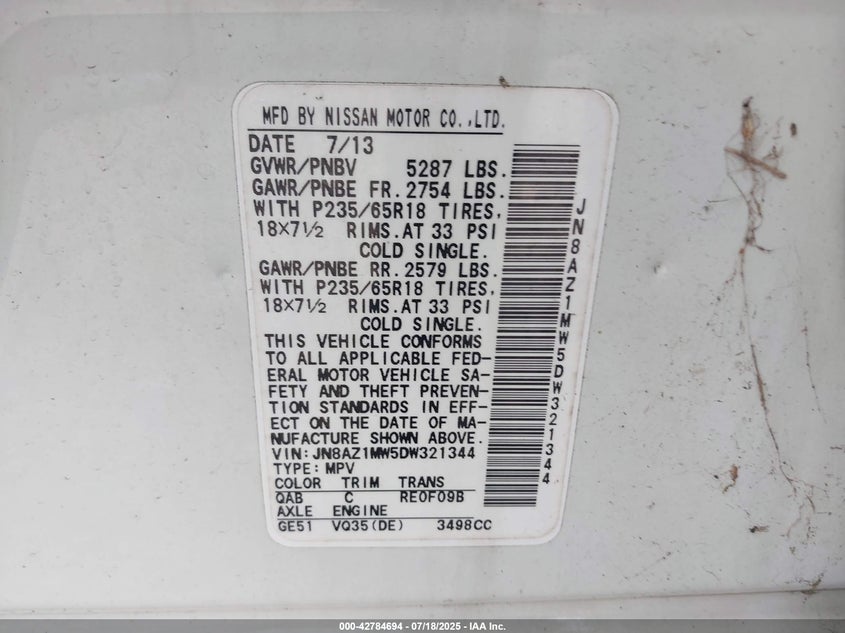 MFD BY NISSAN MOTOR CO.,LTD.
DATE 7/13
GVWR/PNBV 5287 LBS.
GAWR/PNBE FR. 2754 LBS.
WITH P235/65R18 TIRES,
18×7½ RIMS.AT 33 PSI
COLD SINGLE.
GAWR/PNBE RR. 2579 LBS.
WITH P235/65R18 TIRES,
18×7½ RIMS.AT 33 PSI
COLD SINGLE.
THIS VEHICLE CONFORMS
TO ALL APPLICABLE FED-
ERAL MOTOR VEHICLE SA-
FETY AND THEFT PREVEN-
TION STANDARDS IN EFF-
ECT ON THE DATE OF MA-
NUFACTURE SHOWN ABOVE.
VIN:JN8AZ1MW5DW321344
TYPE:MPV
COLOR TRIM TRANS
QAB C RE0F09B
AXLE ENGINE
GE51 VQ35(DE) 3498CC
JN8AZ1MW5DW321344
000-42784694 | 07/18/2025 | IAA Inc.